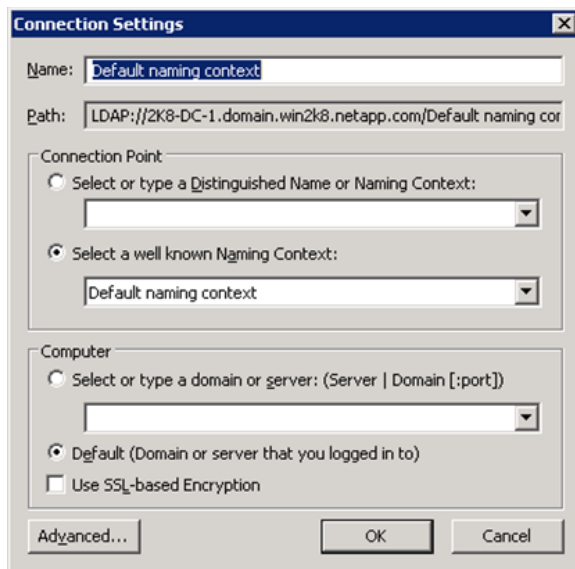 Connection Settings
Name: Default naming context
Path: LDAP://2K8-DC-1.domain.win2k8.netapp.com/Default naming cor
Connection Point
Select or type a Distinguished Name or Naming Context:
Select a well known Naming Context:
Default naming context
Computer
Select or type a domain or server: (Server | Domain [:port])
Default (Domain or server that you logged in to)
Use SSL-based Encryption
Advanced... OK Cancel